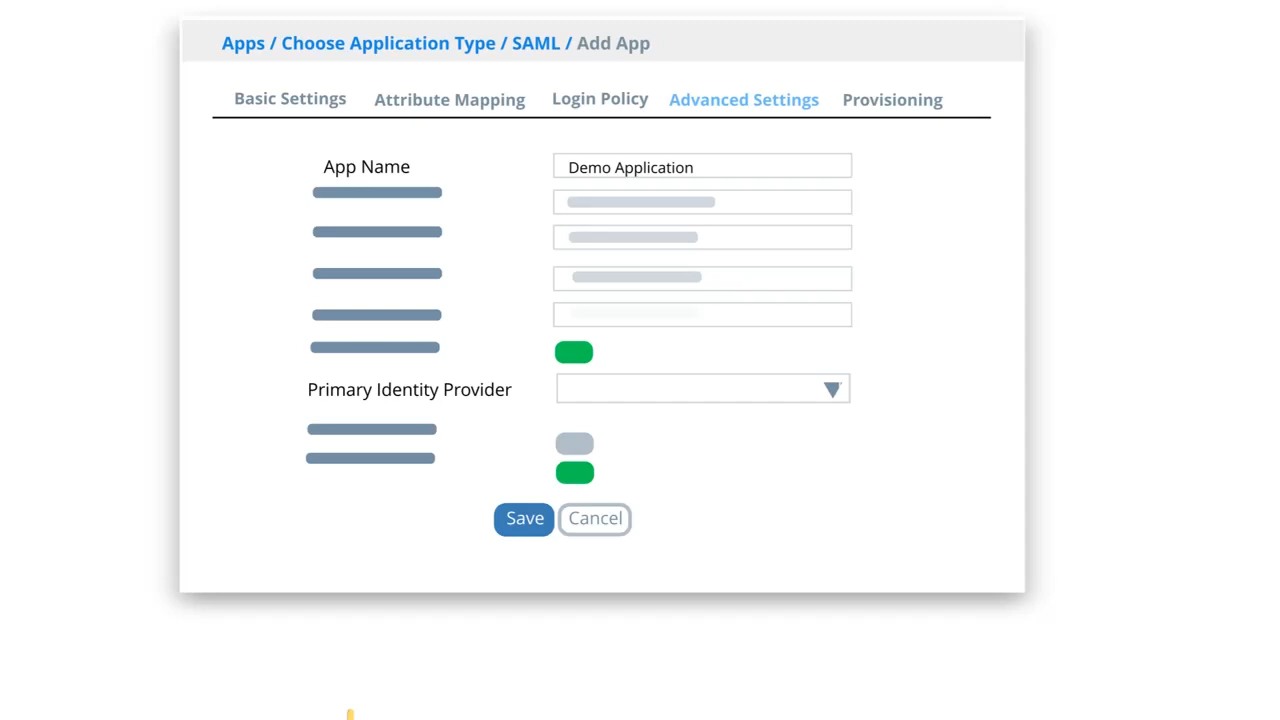 Apps / Choose Application Type / SAML / Add App
Basic Settings Attribute Mapping Login Policy Advanced Settings Provisioning
App Name Demo Application
Primary Identity Provider
Save Cancel